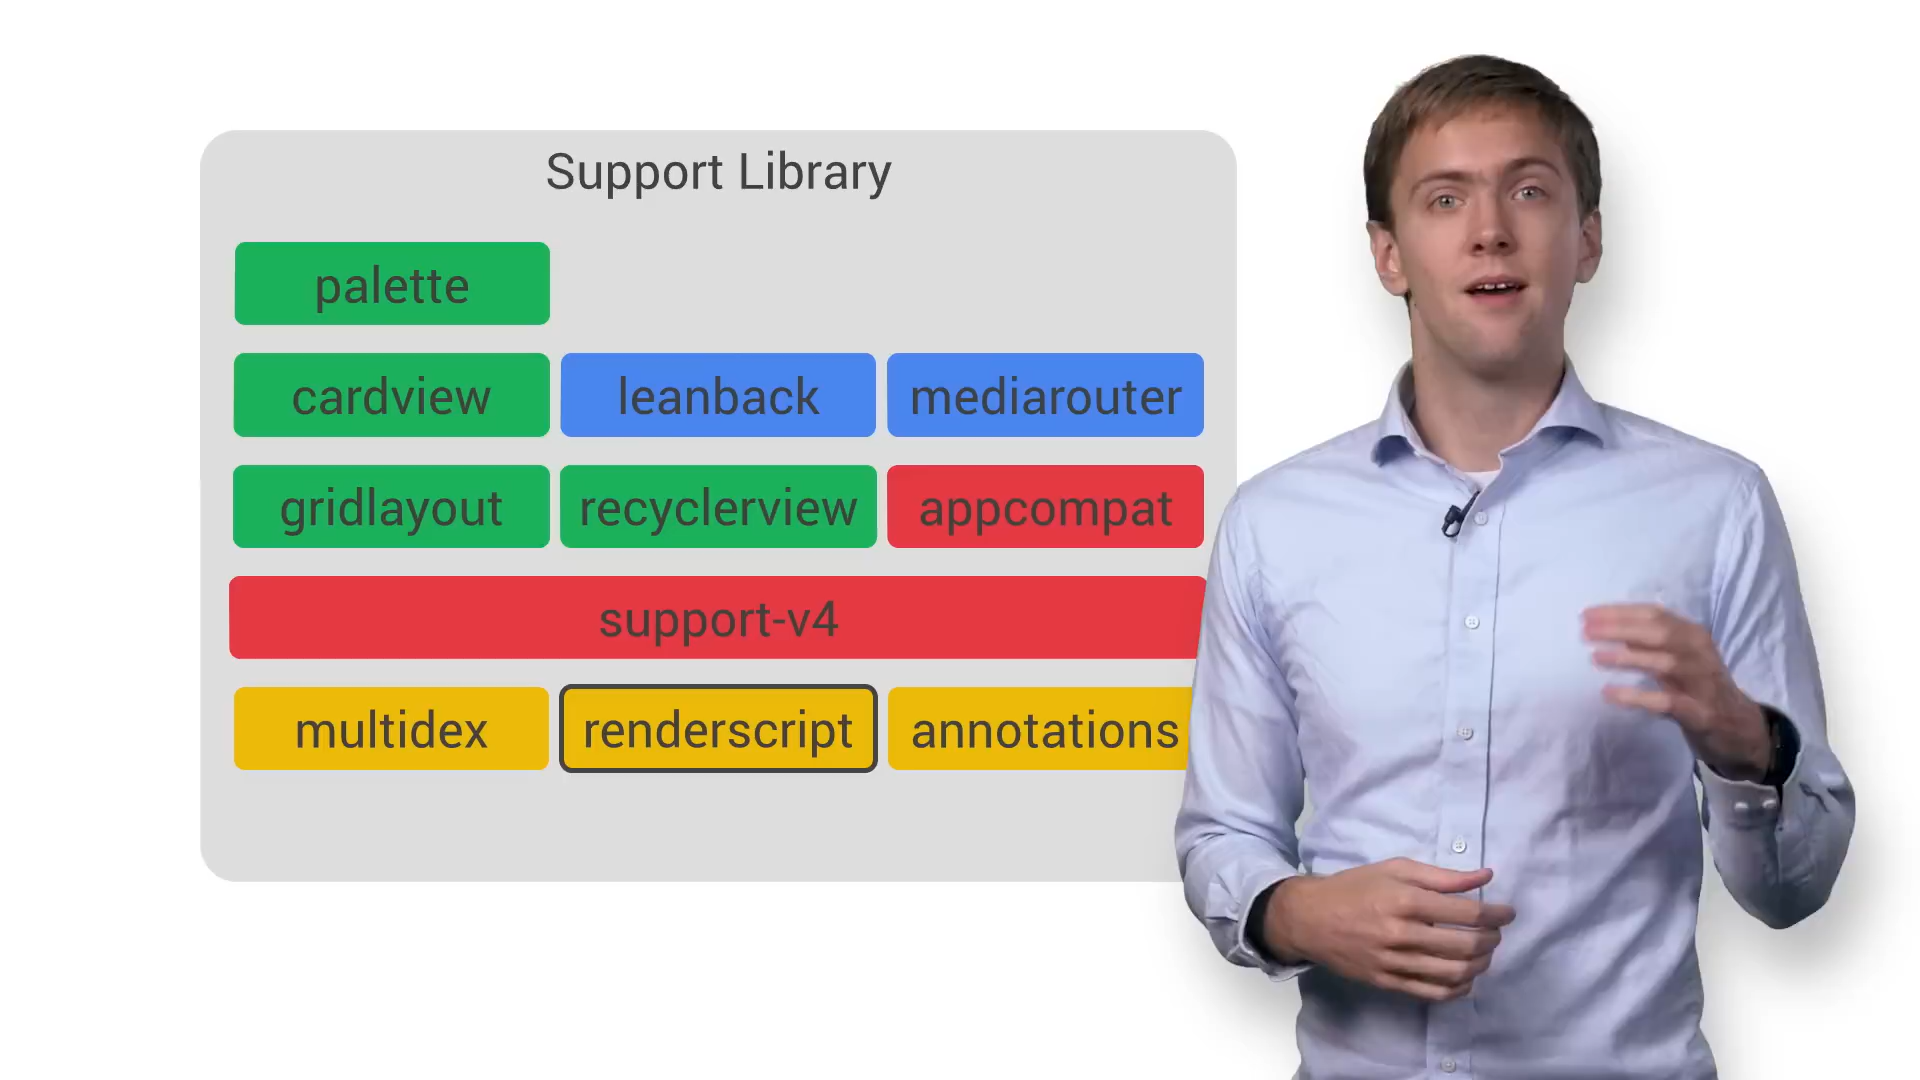 Support Library
palette
cardview leanback mediarouter
gridlayout recyclerview appcompat
support-v4
multidex renderscript annotations